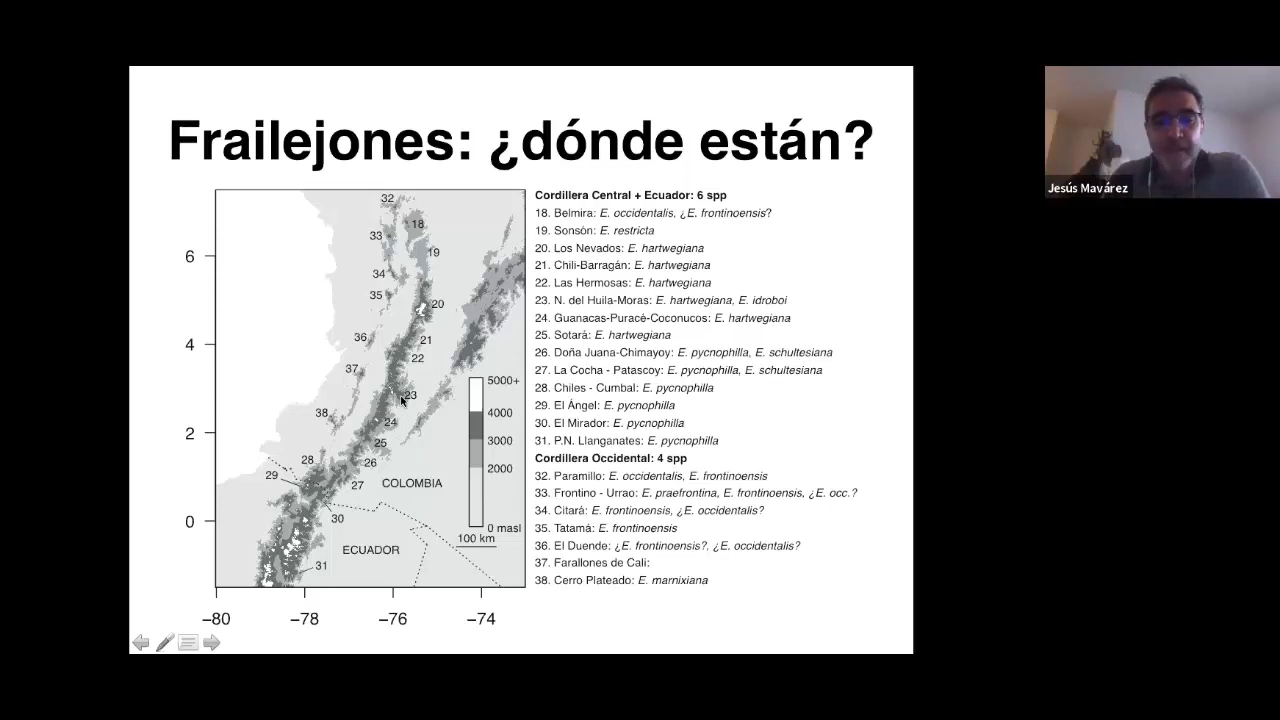 Frailejones: ¿dónde están?
Jesús Mavárez
Cordillera Central + Ecuador: 6 spp
18. Belmira: E. occidentalis, ¿E. frontinoensis?
19. Sonsón: E. restricta
20. Los Nevados: E. hartwegiana
21. Chili-Barragán: E. hartwegiana
22. Las Hermosas: E. hartwegiana
23. N. del Huila-Moras: E. hartwegiana, E. idroboi
24. Guanacas-Puracé-Coconucos: E. hartwegiana
25. Sotará: E. hartwegiana
26. Doña Juana-Chimayoy: E. pycnophilla, E. schultesiana
27. La Cocha - Patascoy: E. pycnophilla, E. schultesiana
28. Chiles - Cumbal: E. pycnophilla
29. El Ángel: E. pycnophilla
30. El Mirador: E. pycnophilla
31. P.N. Llanganates: E. pycnophilla
Cordillera Occidental: 4 spp
32. Paramillo: E. occidentalis, E. frontinoensis
33. Frontino - Urrao: E. praefrontina, E. frontinoensis, ¿E. occ.?
34. Citará: E. frontinoensis, ¿E. occidentalis?
35. Tatamá: E. frontinoensis
36. El Duende: ¿E. frontinoensis?, ¿E. occidentalis?
37. Farallones de Cali:
38. Cerro Plateado: E. marnixiana
32
18
33
6
19
34
35
20
36
21
4
22
37
5000+
23
38
4000
24
2
3000
25
28
26
2000
29
27
COLOMBIA
30
0
0 masl
100 km
ECUADOR
31
−80
−78
−76
−74